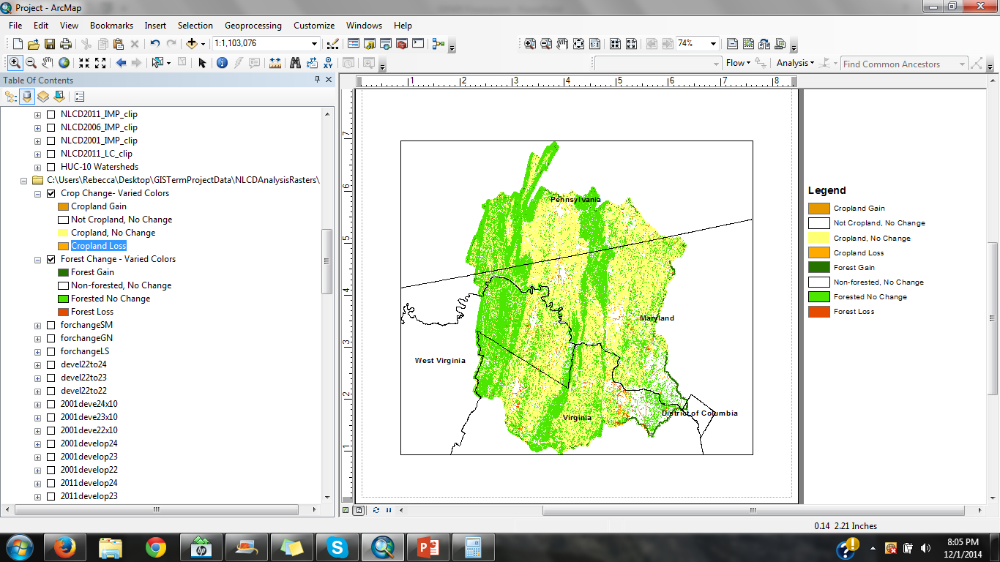 Project - ArcMap
File Edit View Bookmarks Insert Selection Geoprocessing Customize Windows Help
1:1,103,076 74%
Flow Analysis Find Common Ancestors
Table Of Contents
NLCD2011_IMP_clip
NLCD2006_IMP_clip
NLCD2001_IMP_clip
NLCD2011_LC_clip
HUC-10 Watersheds
C:\Users\Rebecca\Desktop\GISTermProjectData\NLCDAnalysisRasters\
Crop Change- Varied Colors
Cropland Gain
Not Cropland, No Change
Cropland, No Change
Cropland Loss
Forest Change - Varied Colors
Forest Gain
Non-forested, No Change
Forested No Change
Forest Loss
forchangeSM
forchangeGN
forchangeLS
devel22to24
devel22to23
devel22to22
2001deve24x10
2001deve23x10
2001deve22x10
2001develop24
2001develop23
2001develop22
2011develop24
2011develop23
1 2 3 4 5 6 7 8
7
6
5
4
3
2
1
Pennsylvania
Maryland
West Virginia
District of Columbia
Virginia
Legend
Cropland Gain
Not Cropland, No Change
Cropland, No Change
Cropland Loss
Forest Gain
Non-forested, No Change
Forested No Change
Forest Loss
0.14 2.21 Inches
8:05 PM
12/1/2014